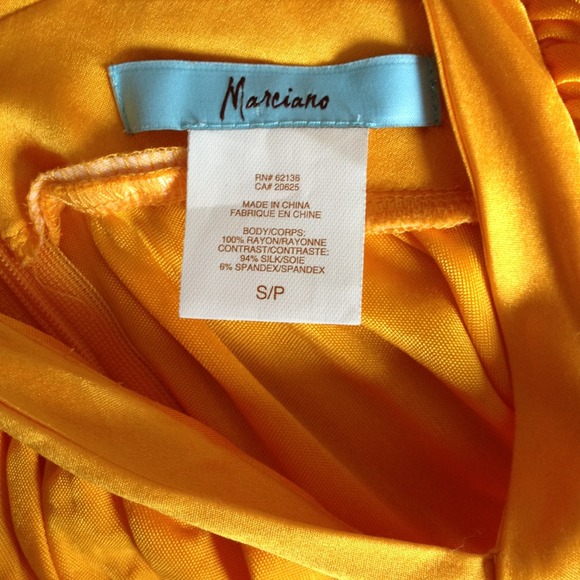 Marciano
RN# 62136
CA# 20625
MADE IN CHINA
FABRIQUE EN CHINE
BODY/CORPS:
100% RAYON/RAYONNE
CONTRAST/CONTRASTE:
94% SILK/SOIE
6% SPANDEX/SPANDEX
S/P